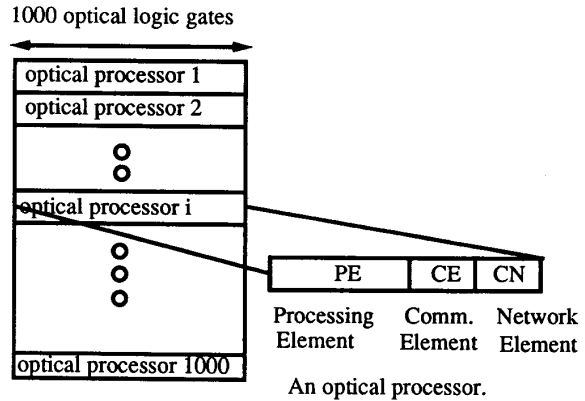 1000 optical logic gates
optical processor 1
optical processor 2
optical processor i
PE CE CN
Processing Comm. Network
Element Element Element
optical processor 1000
An optical processor.